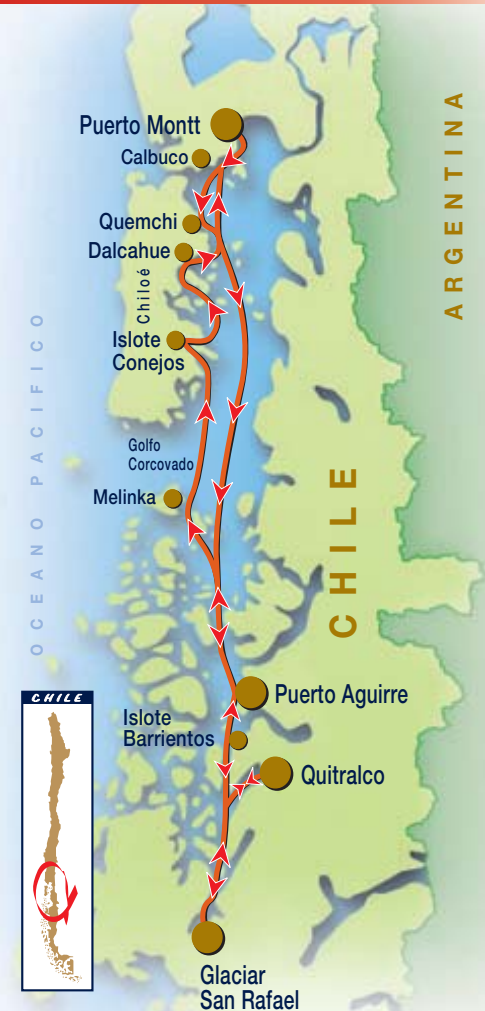 Puerto Montt
Calbuco
Quemchi
Dalcahue
Chiloé
Islote
Conejos
Golfo
Corcovado
Melinka
OCEANO PACIFICO
CHILE
ARGENTINA
Puerto Aguirre
Islote
Barrientos
Quitralco
Glaciar
San Rafael
CHILE